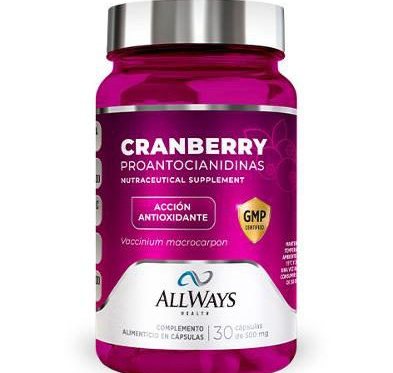 CRANBERRY
PROANTOCIANIDINAS
NUTRACEUTICAL SUPPLEMENT
ACCIÓN
ANTIOXIDANTE
GMP
CERTIFIED
Vaccinium macrocarpon
ALLWAYS
HEALTH
COMPLEMENTO
ALIMENTICIO EN CÁPSULAS
30 cápsulas
de 500 mg